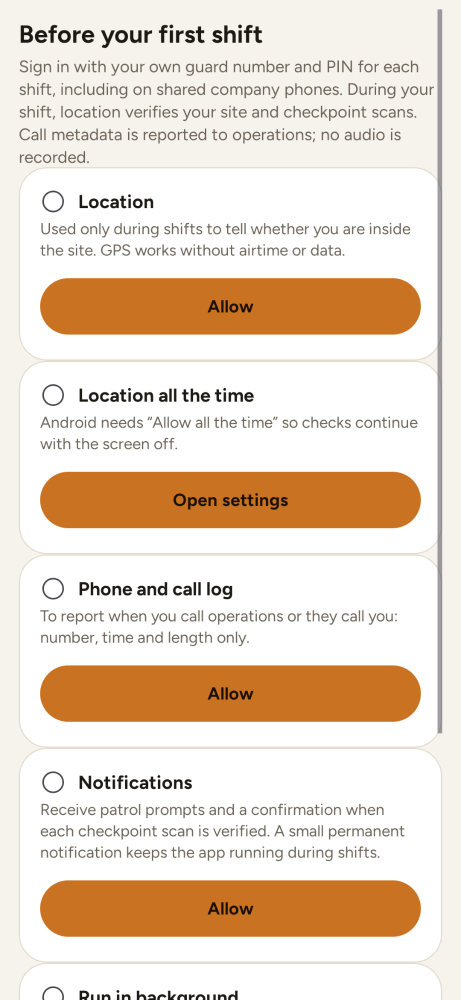 Before your first shift
Sign in with your own guard number and PIN for each
shift, including on shared company phones. During your
shift, location verifies your site and checkpoint scans.
Call metadata is reported to operations; no audio is
recorded.
Location
Used only during shifts to tell whether you are inside
the site. GPS works without airtime or data.
Allow
Location all the time
Android needs “Allow all the time” so checks continue
with the screen off.
Open settings
Phone and call log
To report when you call operations or they call you:
number, time and length only.
Allow
Notifications
Receive patrol prompts and a confirmation when
each checkpoint scan is verified. A small permanent
notification keeps the app running during shifts.
Allow
Run in background